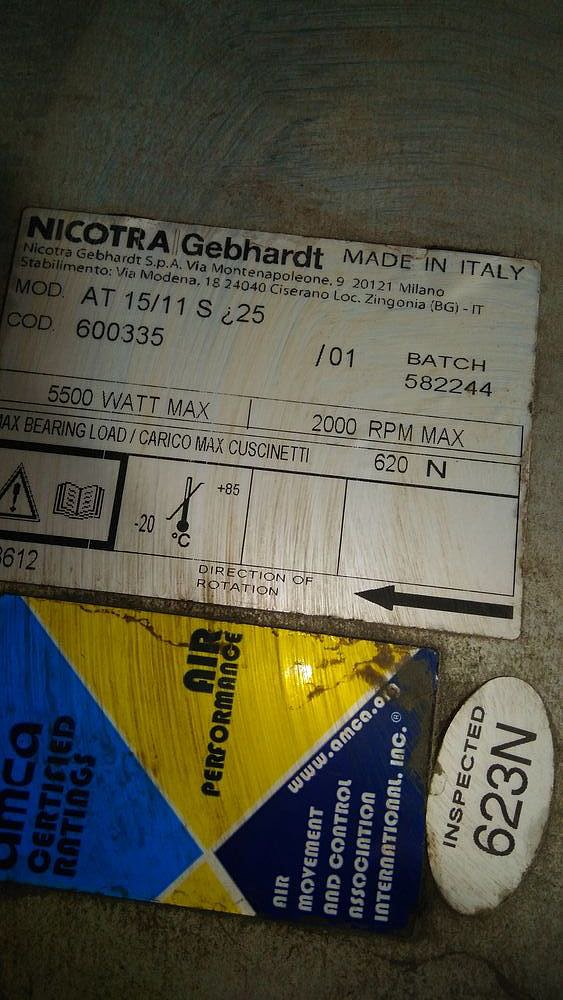 NICOTRA Gebhardt MADE IN ITALY
Nicotra Gebhardt S.p.A. Via Montenapoleone, 9 20121 Milano
Stabilimento: Via Modena, 18 24040 Ciserano Loc. Zingonia (BG) - IT
MOD. AT 15/11 S ¿25
COD. 600335
/01 BATCH
582244
5500 WATT MAX 2000 RPM MAX
MAX BEARING LOAD / CARICO MAX CUSCINETTI 620 N
+85
-20
°C
3612
DIRECTION OF
ROTATION
amca
CERTIFIED
RATINGS
AIR
PERFORMANCE
www.amca.org
AIR
MOVEMENT
AND CONTROL
ASSOCIATION
INTERNATIONAL, INC.®
INSPECTED
623N